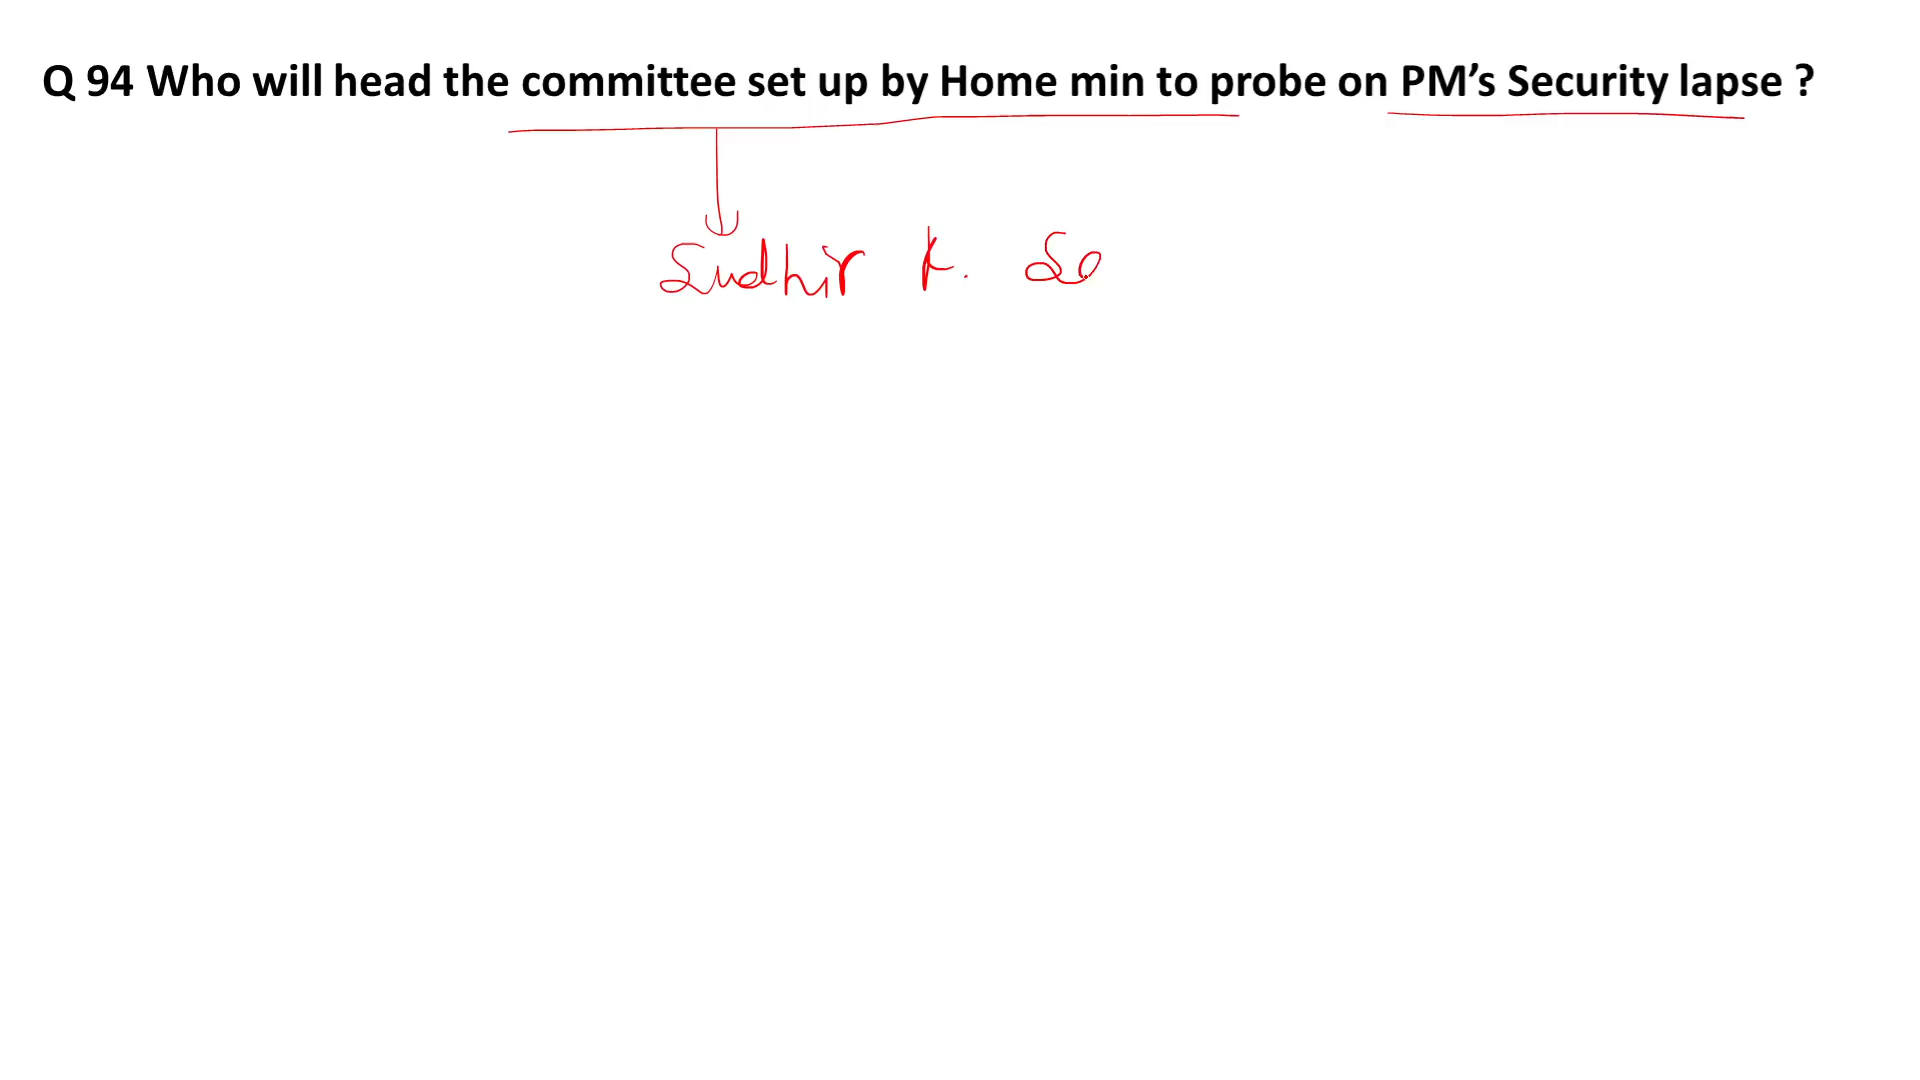 Q 94 Who will head the committee set up by Home min to probe on PM’s Security lapse ?
Sudhir K. Sa